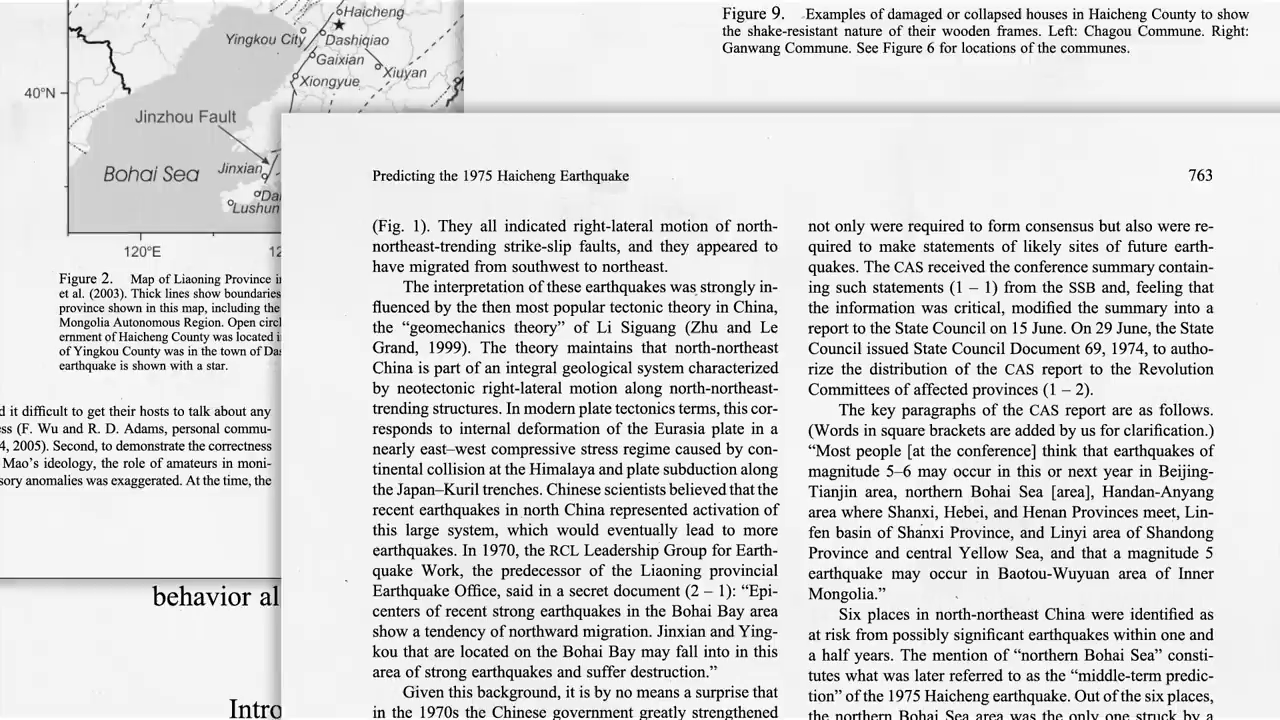 Haicheng
Yingkou City
Dashiqiao
Gaixian
Xiuyan
Xiongyue
40°N
Jinzhou Fault
Bohai Sea
Jinxian
Lushun
120°E
Figure 2. Map of Liaoning Province
et al. (2003). Thick lines show boundaries
province shown in this map, including the
Mongolia Autonomous Region. Open
ernment of Haicheng County was located
of Yingkou County was in the town of
earthquake is shown with a star.
it difficult to get their hosts to talk about any
(F. Wu and R. D. Adams, personal commu-
2005). Second, to demonstrate the correctness
Mao's ideology, the role of amateurs in moni-
sory anomalies was exaggerated. At the time, the
behavior al
Intro
Figure 9. Examples of damaged or collapsed houses in Haicheng County to show
the shake-resistant nature of their wooden frames. Left: Chagou Commune. Right:
Ganwang Commune. See Figure 6 for locations of the communes.
Predicting the 1975 Haicheng Earthquake 763
(Fig. 1). They all indicated right-lateral motion of north-
northeast-trending strike-slip faults, and they appeared to
have migrated from southwest to northeast.
The interpretation of these earthquakes was strongly in-
fluenced by the then most popular tectonic theory in China,
the “geomechanics theory” of Li Siguang (Zhu and Le
Grand, 1999). The theory maintains that north-northeast
China is part of an integral geological system characterized
by neotectonic right-lateral motion along north-northeast-
trending structures. In modern plate tectonics terms, this cor-
responds to internal deformation of the Eurasia plate in a
nearly east–west compressive stress regime caused by con-
tinental collision at the Himalaya and plate subduction along
the Japan–Kuril trenches. Chinese scientists believed that the
recent earthquakes in north China represented activation of
this large system, which would eventually lead to more
earthquakes. In 1970, the RCL Leadership Group for Earth-
quake Work, the predecessor of the Liaoning provincial
Earthquake Office, said in a secret document (2 – 1): “Epi-
centers of recent strong earthquakes in the Bohai Bay area
show a tendency of northward migration. Jinxian and Ying-
kou that are located on the Bohai Bay may fall into in this
area of strong earthquakes and suffer destruction.”
Given this background, it is by no means a surprise that
in the 1970s the Chinese government greatly strengthened
not only were required to form consensus but also were re-
quired to make statements of likely sites of future earth-
quakes. The CAS received the conference summary contain-
ing such statements (1 – 1) from the SSB and, feeling that
the information was critical, modified the summary into a
report to the State Council on 15 June. On 29 June, the State
Council issued State Council Document 69, 1974, to autho-
rize the distribution of the CAS report to the Revolution
Committees of affected provinces (1 – 2).
The key paragraphs of the CAS report are as follows.
(Words in square brackets are added by us for clarification.)
“Most people [at the conference] think that earthquakes of
magnitude 5–6 may occur in this or next year in Beijing-
Tianjin area, northern Bohai Sea [area], Handan-Anyang
area where Shanxi, Hebei, and Henan Provinces meet, Lin-
fen basin of Shanxi Province, and Linyi area of Shandong
Province and central Yellow Sea, and that a magnitude 5
earthquake may occur in Baotou-Wuyuan area of Inner
Mongolia.”
Six places in north-northeast China were identified as
at risk from possibly significant earthquakes within one and
a half years. The mention of “northern Bohai Sea” consti-
tutes what was later referred to as the “middle-term predic-
tion” of the 1975 Haicheng earthquake. Out of the six places,
the northern Bohai Sea area was the only one struck by a